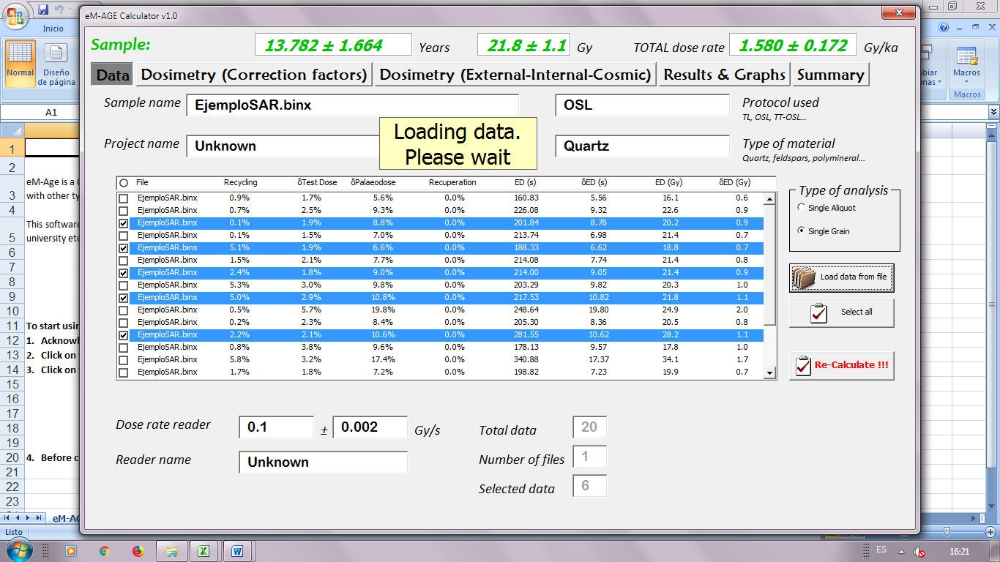 eM-AGE Calculator v1.0
Inicio
Normal
Diseño
de página
Macros
Macros
Sample:
13.782 ± 1.664
Years
21.8 ± 1.1
Gy
TOTAL dose rate
1.580 ± 0.172
Gy/ka
Data
Dosimetry (Correction factors)
Dosimetry (External-Internal-Cosmic)
Results & Graphs
Summary
Sample name
EjemploSAR.binx
OSL
Protocol used
TL, OSL, TT-OSL...
Loading data.
Please wait
Project name
Unknown
Quartz
Type of material
Quartz, feldspars, polymineral...
File Recycling δTest Dose δPalaeodose Recuperation ED (s) δED (s) ED (Gy) δED (Gy)
EjemploSAR.binx 0.9% 1.7% 5.6% 0.0% 160.83 5.56 16.1 0.6
EjemploSAR.binx 0.7% 2.5% 9.3% 0.0% 226.08 9.32 22.6 0.9
EjemploSAR.binx 0.1% 1.9% 8.8% 0.0% 201.84 8.78 20.2 0.9
EjemploSAR.binx 0.1% 1.5% 7.0% 0.0% 213.74 6.98 21.4 0.7
EjemploSAR.binx 5.1% 1.9% 6.6% 0.0% 188.33 6.62 18.8 0.7
EjemploSAR.binx 1.5% 2.1% 7.7% 0.0% 214.08 7.74 21.4 0.8
EjemploSAR.binx 2.4% 1.8% 9.0% 0.0% 214.00 9.05 21.4 0.9
EjemploSAR.binx 5.3% 3.0% 9.8% 0.0% 203.29 9.82 20.3 1.0
EjemploSAR.binx 5.0% 2.9% 10.8% 0.0% 217.53 10.82 21.8 1.1
EjemploSAR.binx 0.5% 5.7% 19.8% 0.0% 248.64 19.80 24.9 2.0
EjemploSAR.binx 0.2% 2.3% 8.4% 0.0% 205.30 8.36 20.5 0.8
EjemploSAR.binx 2.2% 2.1% 10.6% 0.0% 281.55 10.62 28.2 1.1
EjemploSAR.binx 0.8% 3.8% 9.6% 0.0% 178.13 9.57 17.8 1.0
EjemploSAR.binx 5.8% 3.2% 17.4% 0.0% 340.88 17.37 34.1 1.7
EjemploSAR.binx 1.7% 1.8% 7.2% 0.0% 198.82 7.23 19.9 0.7
Type of analysis
Single Aliquot
Single Grain
Load data from file
Select all
Re-Calculate !!!
Dose rate reader
0.1
±
0.002
Gy/s
Reader name
Unknown
Total data
20
Number of files
1
Selected data
6
A1
1
2
eM-Age is a
3
with other
4
This software
5
university
6
7
8
9
10
11 To start
12 1.
13 2. Click on
14 3. Click on
15
16
17
18
19
20 4. Before
21
22
23
Listo
ES
16:21